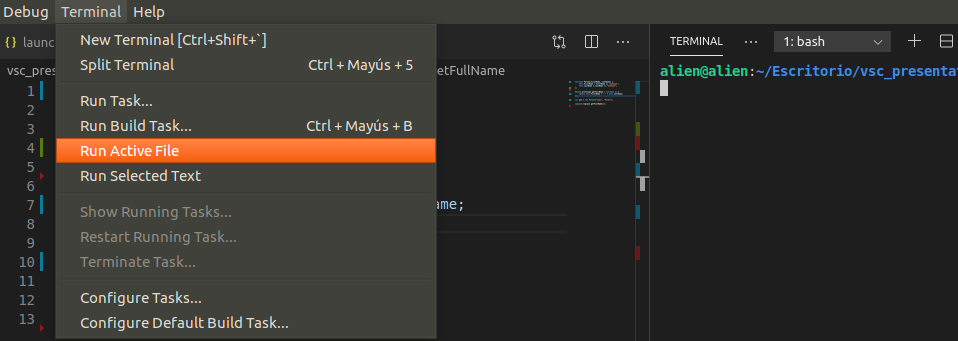 Debug Terminal Help
{} launc
TERMINAL ··· 1: bash
vsc_pres
etFullName
New Terminal [Ctrl+Shift+`]
Split Terminal Ctrl + Mayús + 5
Run Task...
Run Build Task... Ctrl + Mayús + B
Run Active File
Run Selected Text
Show Running Tasks...
Restart Running Task...
Terminate Task...
Configure Tasks...
Configure Default Build Task...
1
2
3
4
5
6
7
8
9
10
11
12
13
ame;
alien@alien:~/Escritorio/vsc_presentat